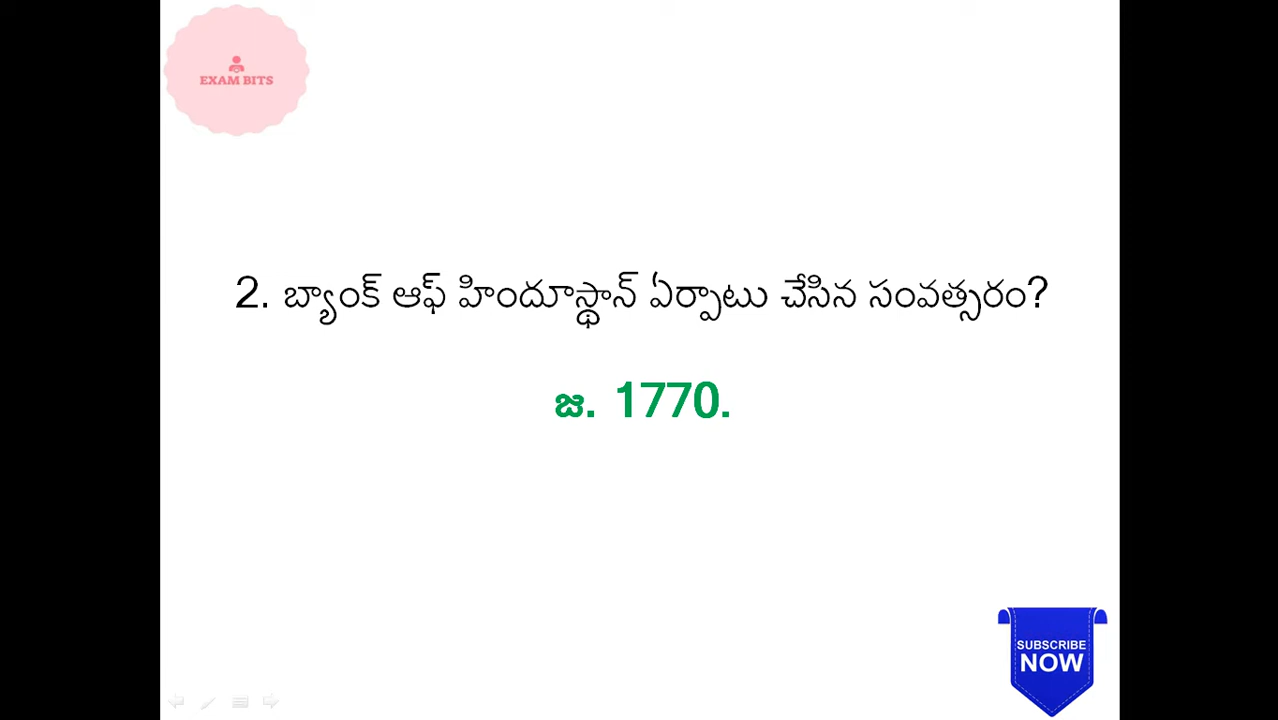 EXAM BITS
2. బ్యాంక్ ఆఫ్ హిందూస్థాన్ ఏర్పాటు చేసిన సంవత్సరం?
జ. 1770.
SUBSCRIBE
NOW